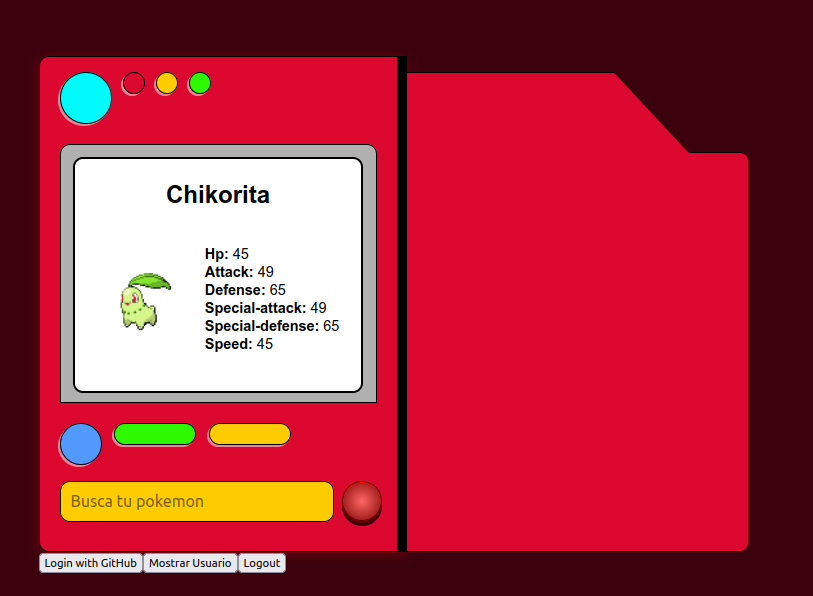 Chikorita
Hp: 45
Attack: 49
Defense: 65
Special-attack: 49
Special-defense: 65
Speed: 45
Busca tu pokemon
Login with GitHub Mostrar Usuario Logout